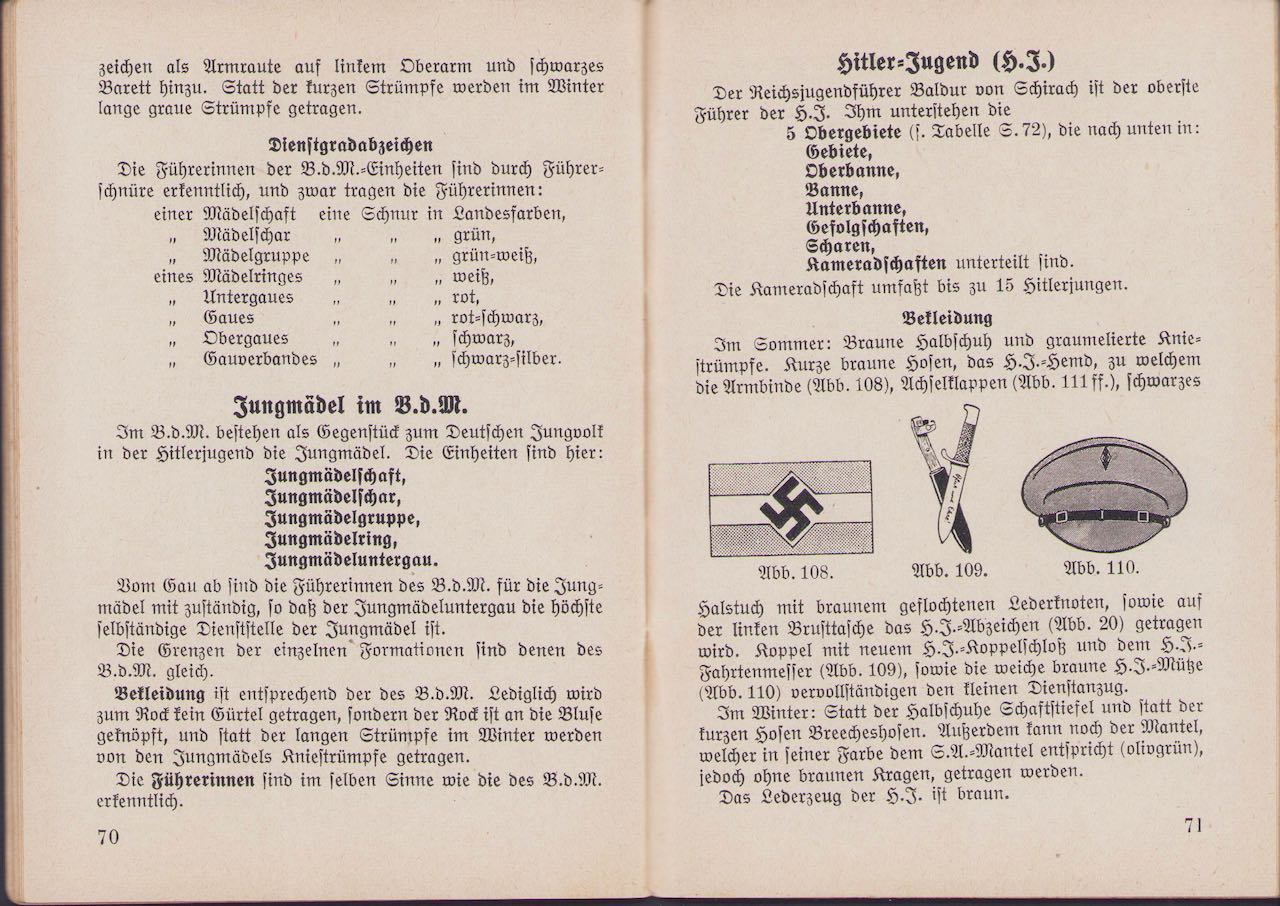 zeichen als Armraute auf linkem Oberarm und schwarzes
Barett hinzu. Statt der kurzen Strümpfe werden im Winter
lange graue Strümpfe getragen.
Dienstgradabzeichen
Die Führerinnen der B.d.M.-Einheiten sind durch Führer-
schnüre erkenntlich, und zwar tragen die Führerinnen:
einer Mädelschaft eine Schnur in Landesfarben,
„ Mädelschar „ „ „ grün,
„ Mädelgruppe „ „ „ grün-weiß,
eines Mädelringes „ „ „ weiß,
„ Untergaues „ „ „ rot,
„ Gaues „ „ „ rot-schwarz,
„ Obergaues „ „ „ schwarz,
„ Gauverbandes „ „ „ schwarz-silber.
Jungmädel im B.d.M.
Im B.d.M. bestehen als Gegenstück zum Deutschen Jungvolk
in der Hitlerjugend die Jungmädel. Die Einheiten sind hier:
Jungmädelschaft,
Jungmädelschar,
Jungmädelgruppe,
Jungmädelring,
Jungmädeluntergau.
Vom Gau ab sind die Führerinnen des B.d.M. für die Jung-
mädel mit zuständig, so daß der Jungmädeluntergau die höchste
selbständige Dienststelle der Jungmädel ist.
Die Grenzen der einzelnen Formationen sind denen des
B.d.M. gleich.
Bekleidung ist entsprechend der des B.d.M. Lediglich wird
zum Rock kein Gürtel getragen, sondern der Rock ist an die Bluse
geknöpft, und statt der langen Strümpfe im Winter werden
von den Jungmädels Kniestrümpfe getragen.
Die Führerinnen sind im selben Sinne wie die des B.d.M.
erkenntlich.
70
Hitler-Jugend (H.J.)
Der Reichsjugendführer Baldur von Schirach ist der oberste
Führer der H.J. Ihm unterstehen die
5 Obergebiete (s. Tabelle S. 72), die nach unten in:
Gebiete,
Oberbanne,
Banne,
Unterbanne,
Gefolgschaften,
Scharen,
Kameradschaften unterteilt sind.
Die Kameradschaft umfaßt bis zu 15 Hitlerjungen.
Bekleidung
Im Sommer: Braune Halbschuh und graumelierte Knie-
strümpfe. Kurze braune Hosen, das H.J.-Hemd, zu welchem
die Armbinde (Abb. 108), Achselklappen (Abb. 111 ff.), schwarzes
Abb. 108. Abb. 109. Abb. 110.
Halstuch mit braunem geflochtenen Lederknoten, sowie auf
der linken Brusttasche das H.J.-Abzeichen (Abb. 20) getragen
wird. Koppel mit neuem H.J.-Koppelschloß und dem H.J.-
Fahrtenmesser (Abb. 109), sowie die weiche braune H.J.-Mütze
(Abb. 110) vervollständigen den kleinen Dienstanzug.
Im Winter: Statt der Halbschuhe Schaftstiefel und statt der
kurzen Hosen Breecheshosen. Außerdem kann noch der Mantel,
welcher in seiner Farbe dem S.A.-Mantel entspricht (olivgrün),
jedoch ohne braunen Kragen, getragen werden.
Das Lederzeug der H.J. ist braun.
71